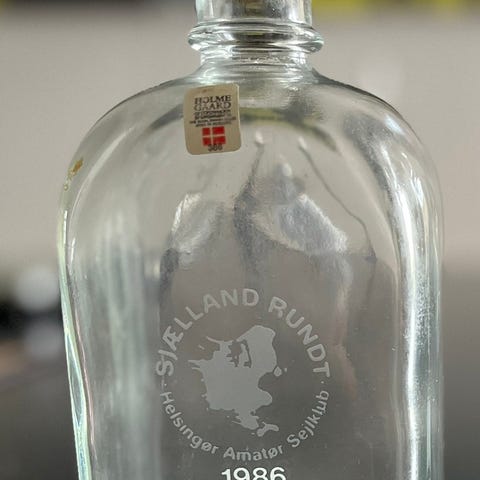 HOLME
GAARD
SJÆLLAND RUNDT
Helsingør Amatør Sejlklub
1986